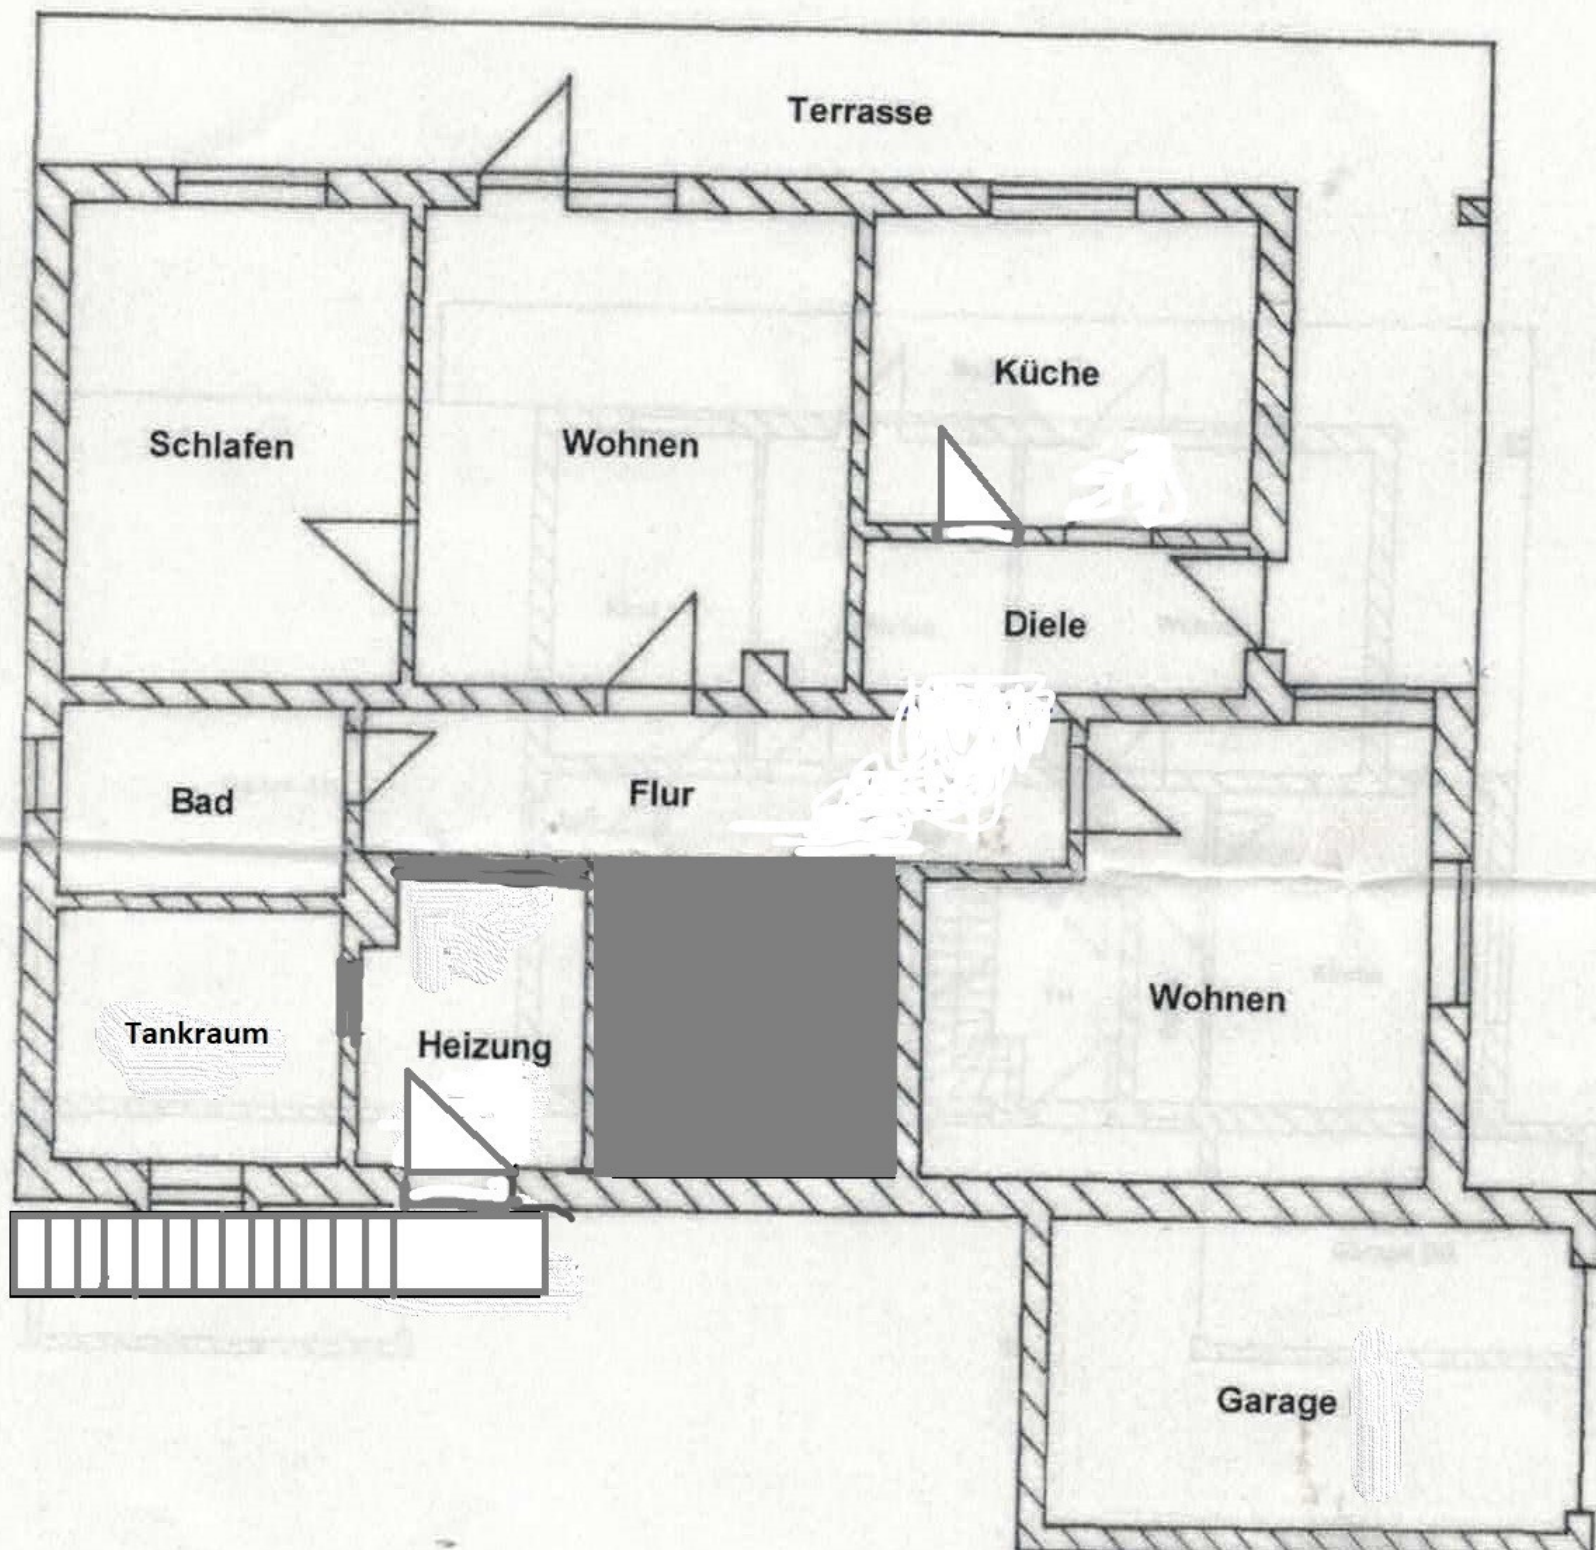 Terrasse
Küche
Schlafen
Wohnen
Diele
Flur
Bad
Wohnen
Tankraum
Heizung
Garage